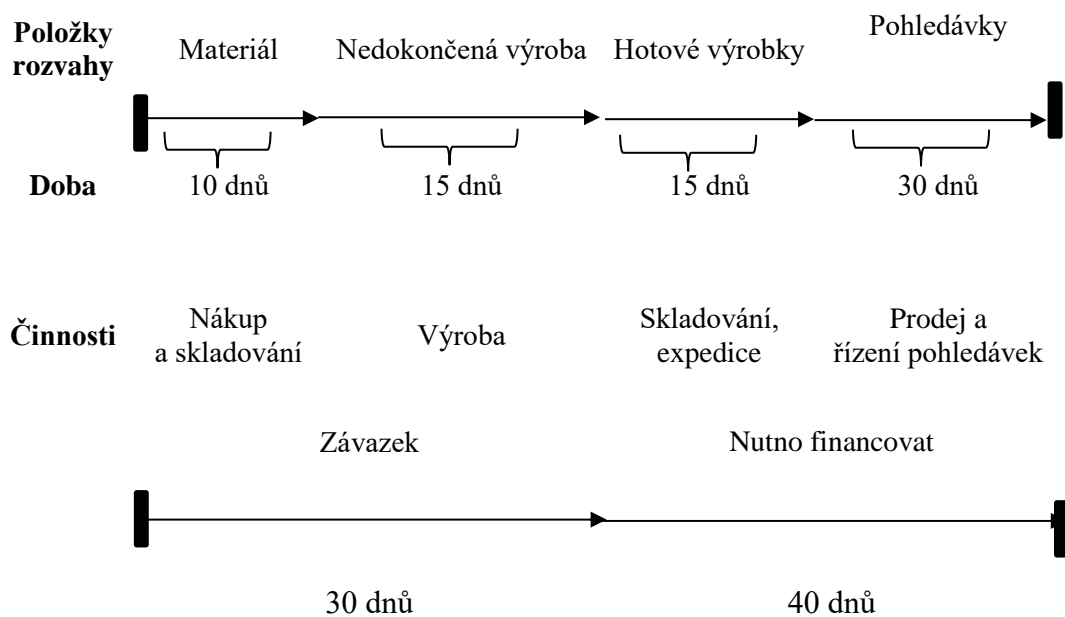 Položky rozvahy
Materiál
Nedokončená výroba
Hotové výrobky
Pohledávky
Doba
10 dnů
15 dnů
15 dnů
30 dnů
Činnosti
Nákup
a skladování
Výroba
Skladování,
expedice
Prodej a
řízení pohledávek
Závazek
Nutno financovat
30 dnů
40 dnů